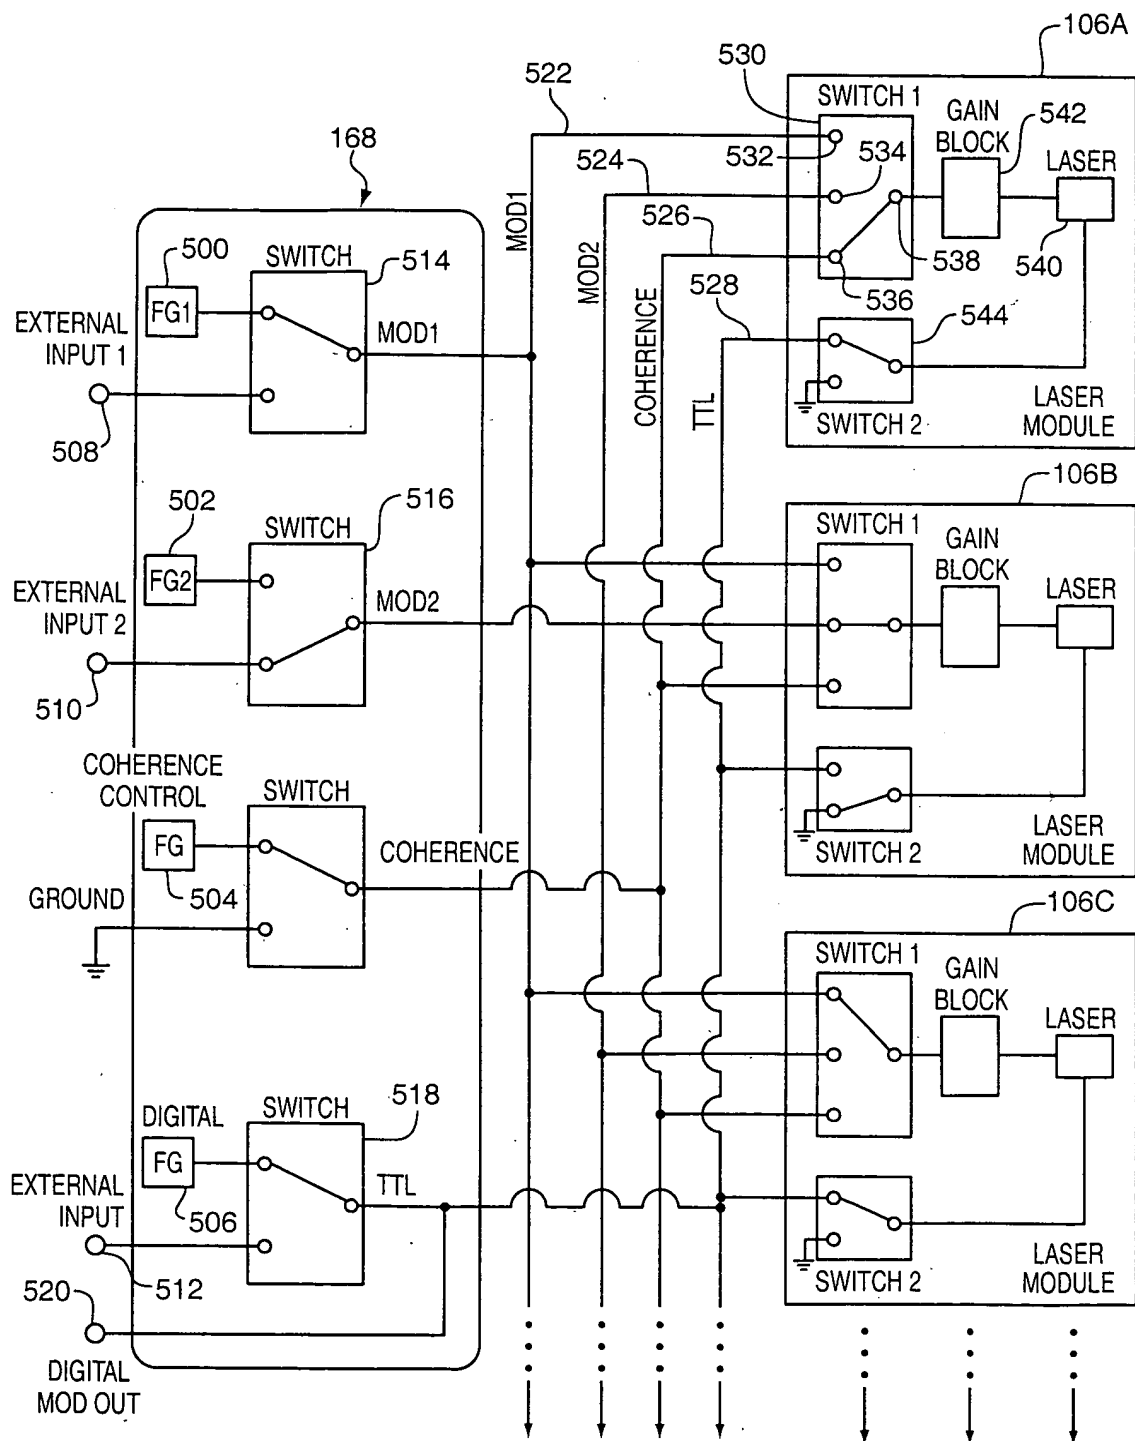 106A
530
522
SWITCH 1
GAIN
BLOCK
542
168
524
532
534
LASER
526
MOD1
500
SWITCH
514
MOD2
538
540
536
FG1
528
544
EXTERNAL
INPUT 1
MOD1
COHERENCE
TTL
LASER
MODULE
508
SWITCH 2
502
516
106B
SWITCH
SWITCH 1
GAIN
BLOCK
FG2
EXTERNAL
INPUT 2
MOD2
LASER
510
COHERENCE
CONTROL
SWITCH
FG
COHERENCE
LASER
MODULE
SWITCH 2
GROUND
504
106C
SWITCH 1
GAIN
BLOCK
LASER
DIGITAL
SWITCH
518
FG
TTL
EXTERNAL
INPUT
506
512
LASER
MODULE
SWITCH 2
520
DIGITAL
MOD OUT